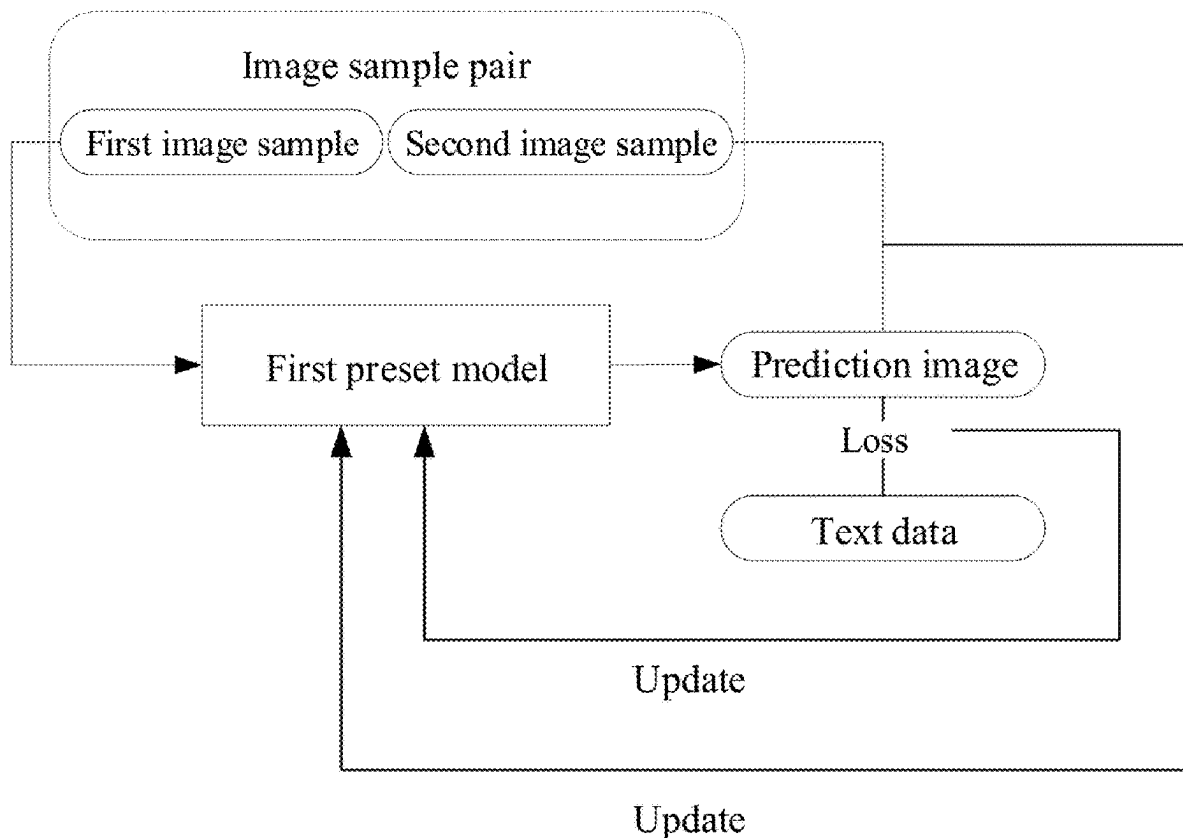 Image sample pair
First image sample
Second image sample
First preset model
Prediction image
Loss
Text data
Update
Update